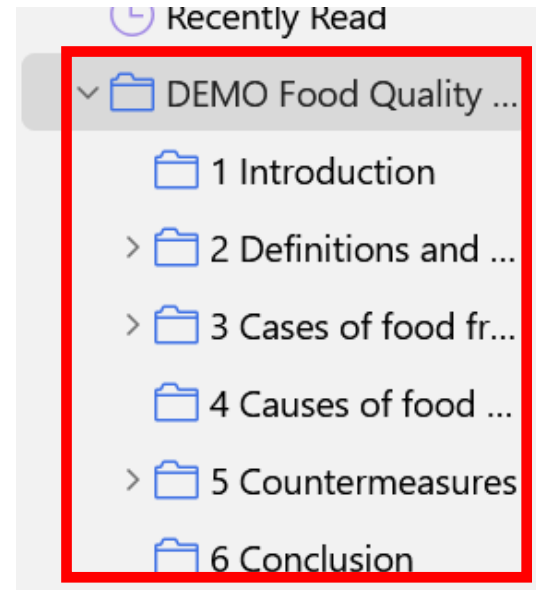 Recently Read
DEMO Food Quality ...
1 Introduction
2 Definitions and ...
3 Cases of food fr...
4 Causes of food ...
5 Countermeasures
6 Conclusion